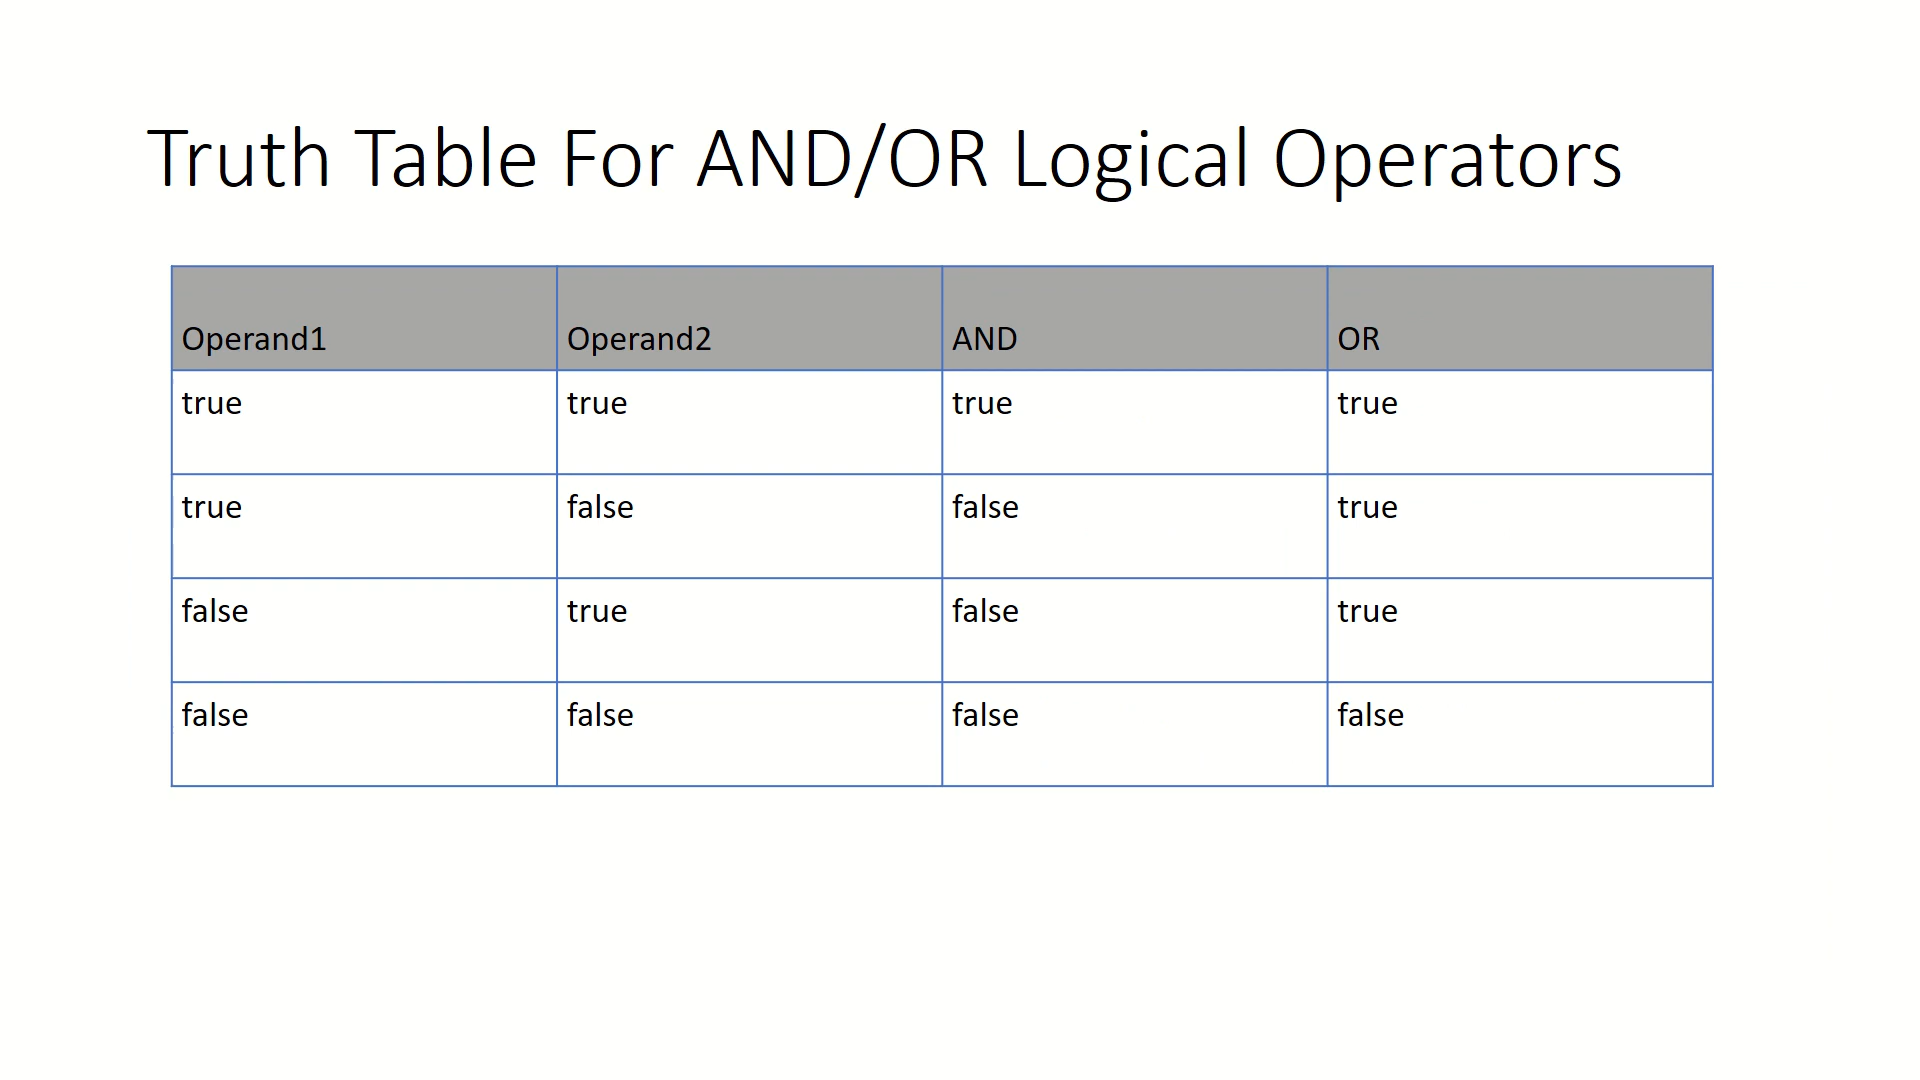 Truth Table For AND/OR Logical Operators
Operand1 Operand2 AND OR
true true true true
true false false true
false true false true
false false false false